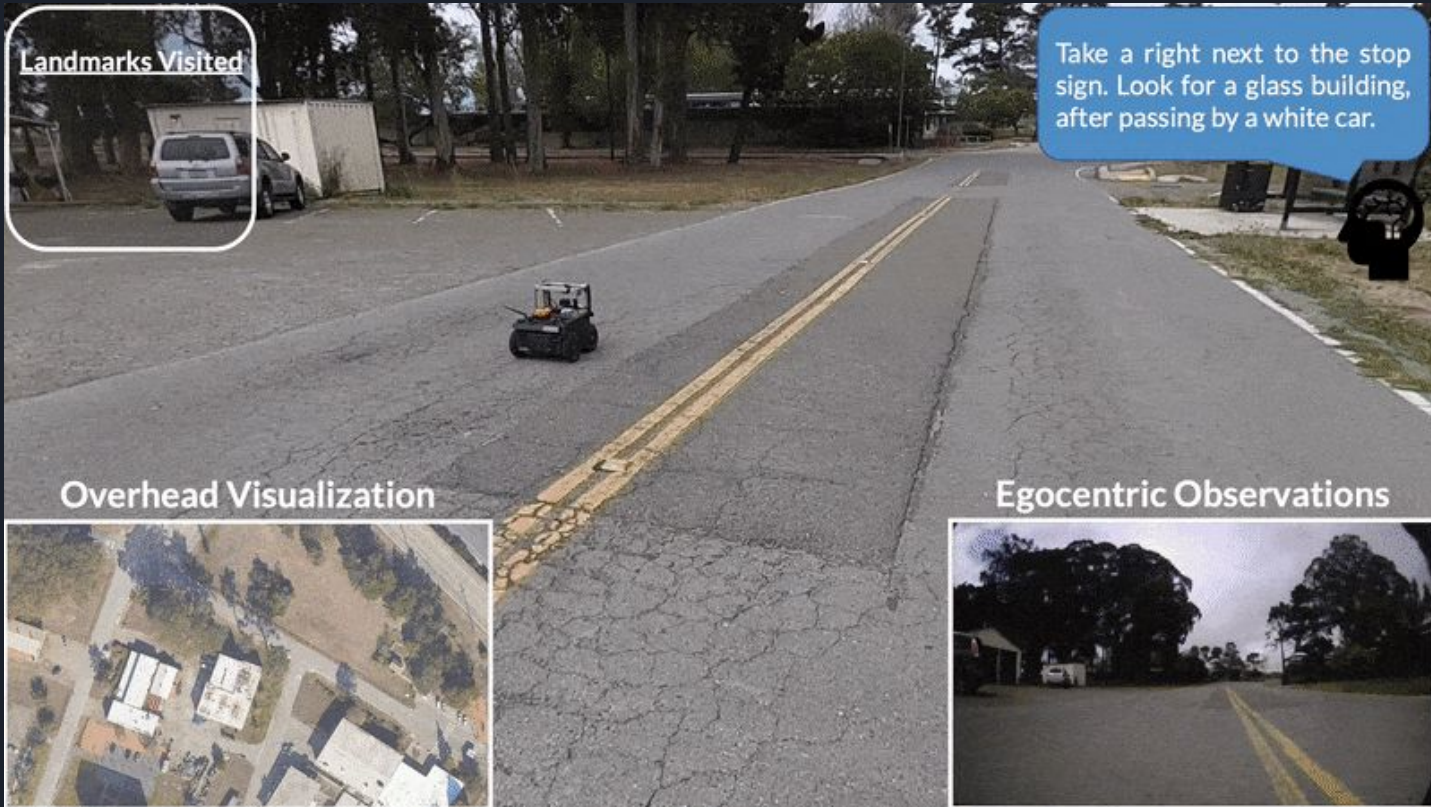 Landmarks Visited
Take a right next to the stop
sign. Look for a glass building,
after passing by a white car.
Overhead Visualization
Egocentric Observations